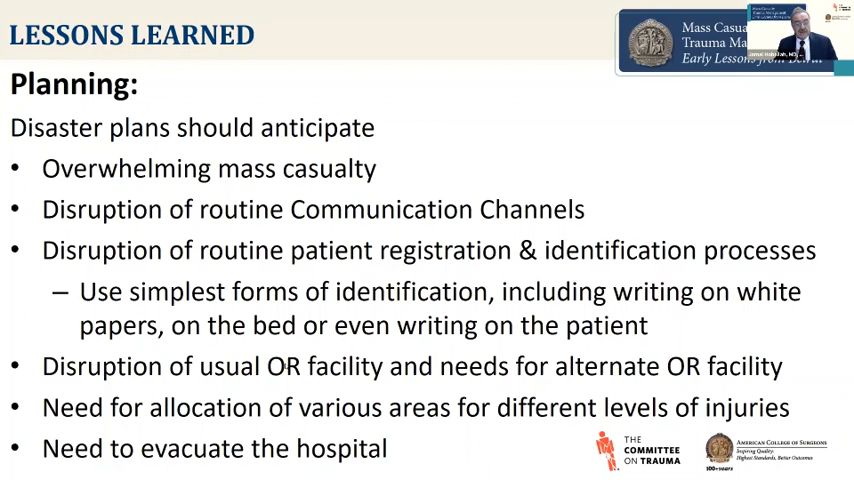 LESSONS LEARNED
Mass Casua
Trauma Ma
Early Lessons from Beirut
Planning:
Disaster plans should anticipate
• Overwhelming mass casualty
• Disruption of routine Communication Channels
• Disruption of routine patient registration & identification processes
– Use simplest forms of identification, including writing on white
papers, on the bed or even writing on the patient
• Disruption of usual OR facility and needs for alternate OR facility
• Need for allocation of various areas for different levels of injuries
• Need to evacuate the hospital
THE
COMMITTEE
ON TRAUMA
AMERICAN COLLEGE OF SURGEONS
Inspiring Quality:
Highest Standards, Better Outcomes
100+years